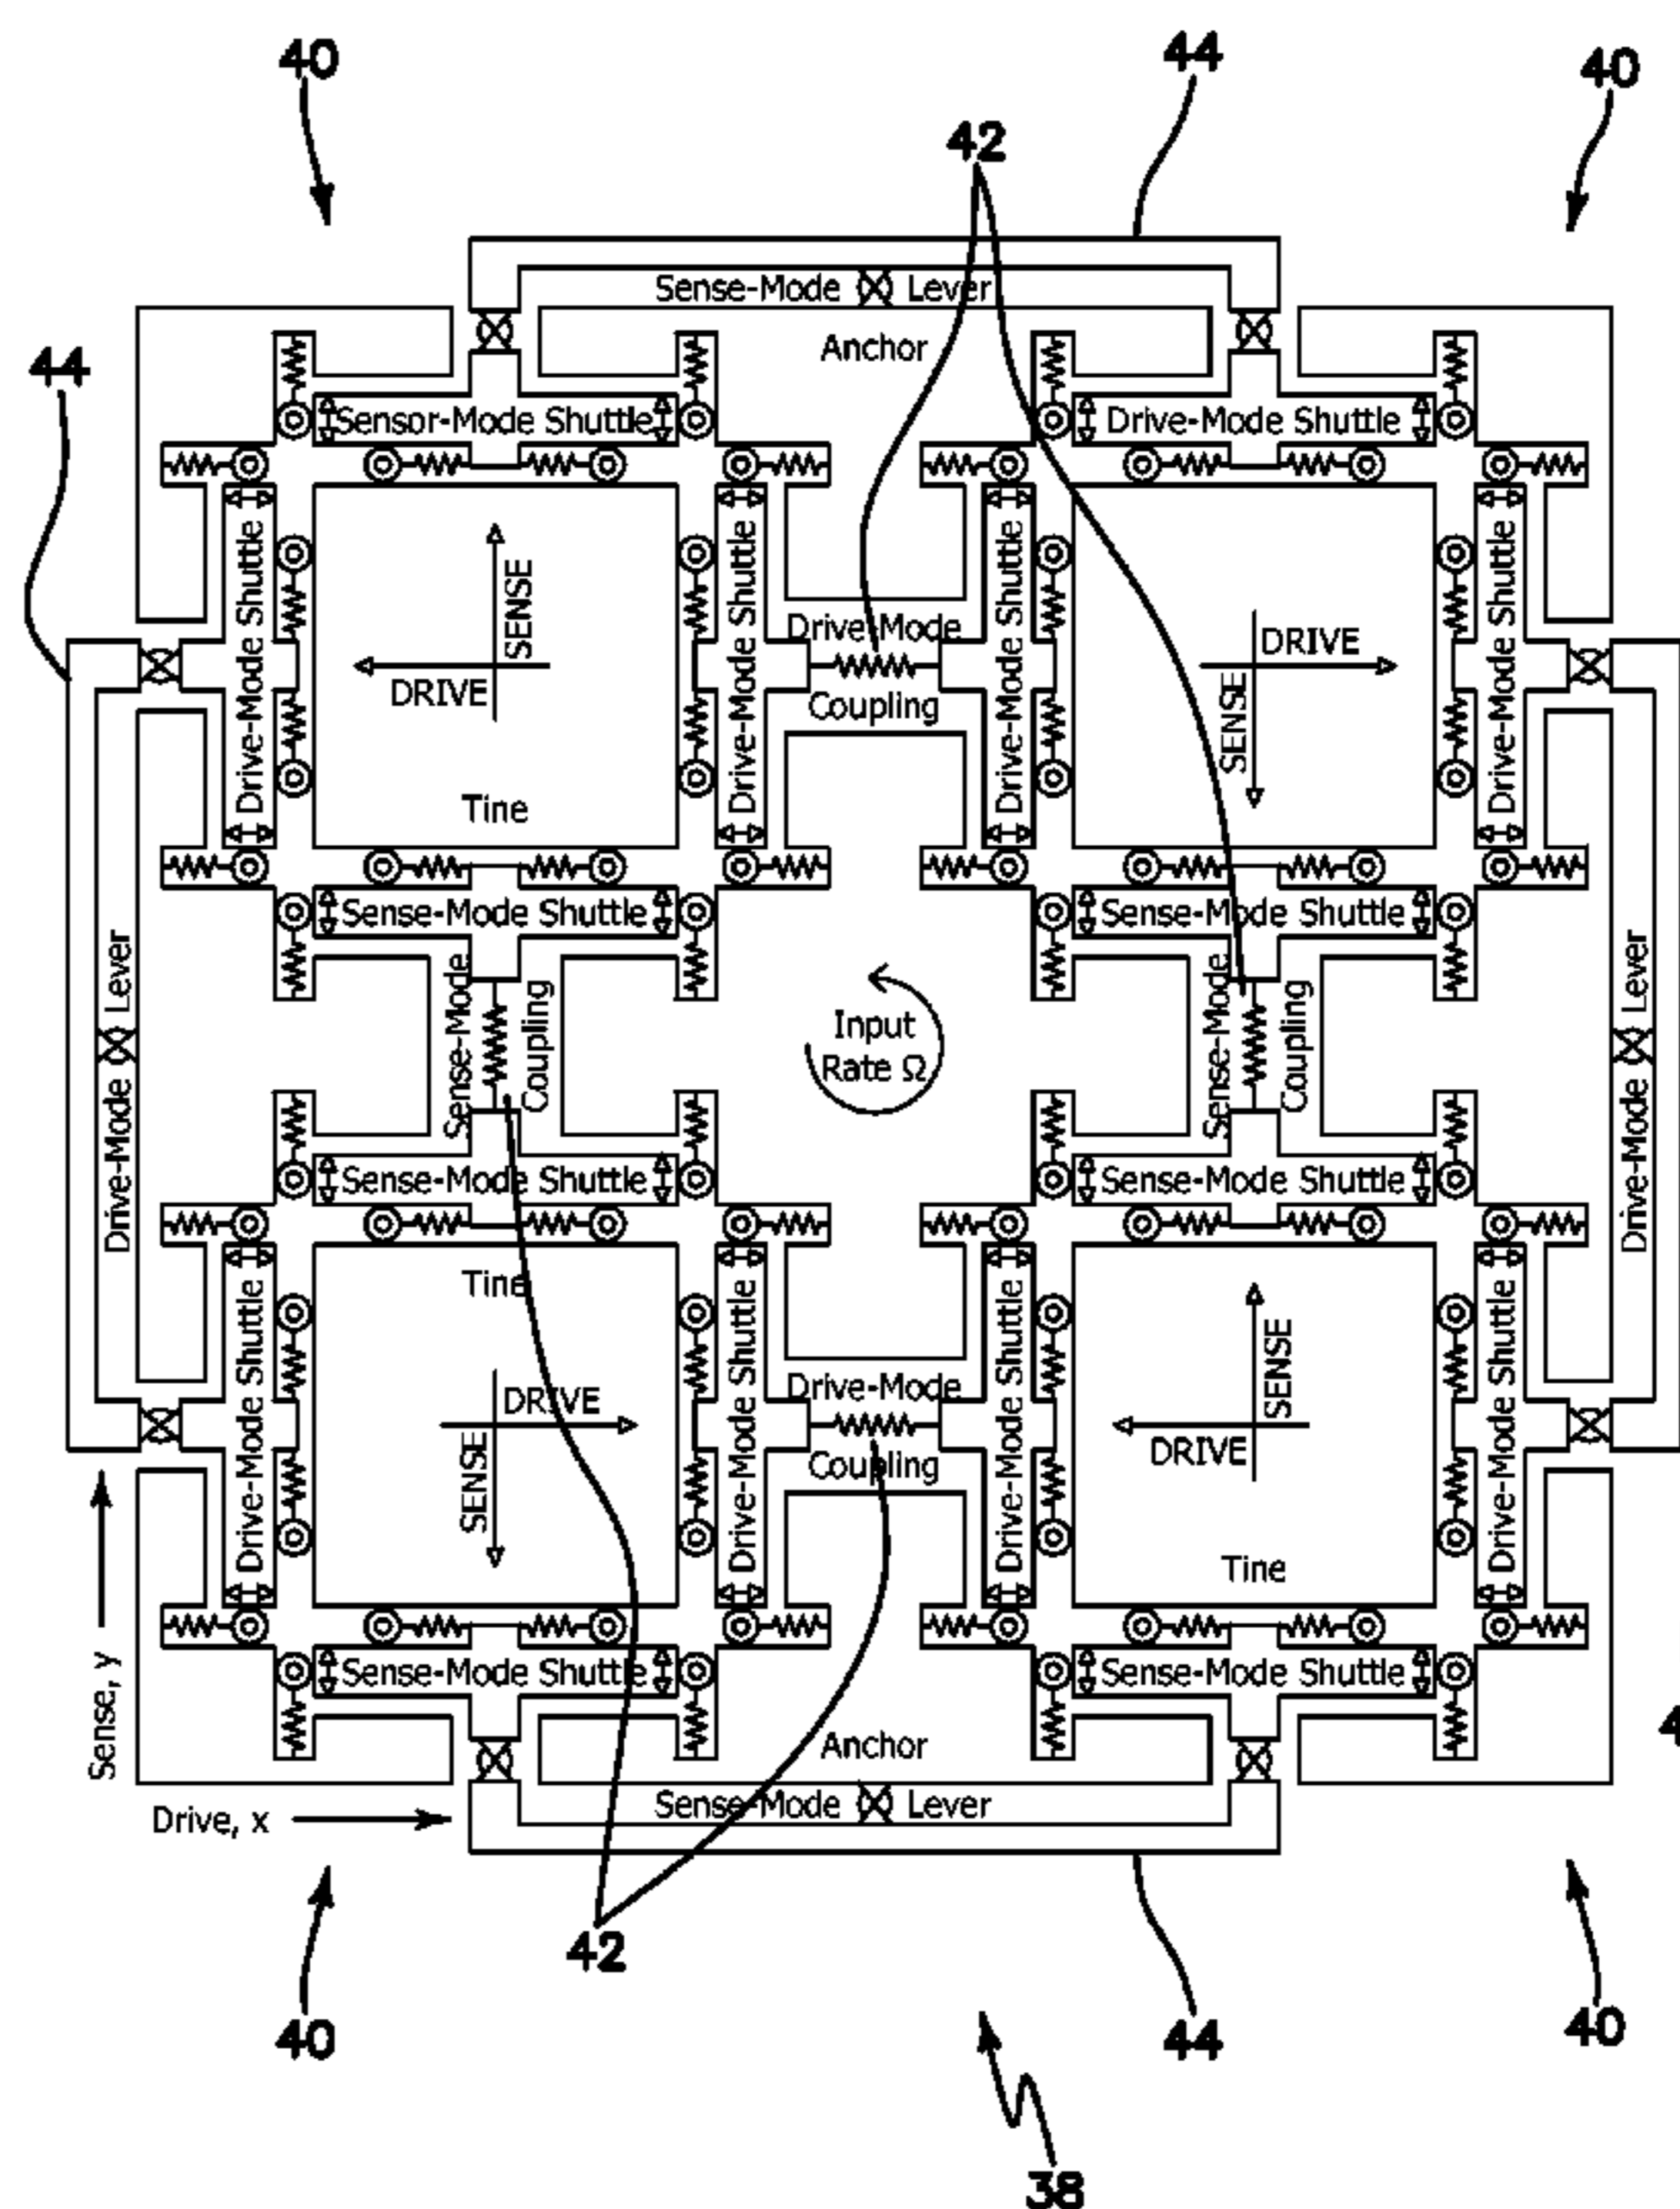 40
44
40
42
Sense-Mode Lever
Anchor
44
Sensor-Mode Shuttle
Drive-Mode Shuttle
Drive-Mode Shuttle
SENSE
DRIVE
Tine
Drive-Mode Shuttle
Drive-Mode
Coupling
Drive-Mode Shuttle
DRIVE
SENSE
Drive-Mode Shuttle
Sense-Mode Shuttle
Sense-Mode Shuttle
Drive-Mode Lever
Sense-Mode
Coupling
Input
Rate Ω
Sense-Mode
Coupling
Drive-Mode Lever
Sense-Mode Shuttle
Sense-Mode Shuttle
Drive-Mode Shuttle
Tine
DRIVE
SENSE
Drive-Mode Shuttle
Drive-Mode
Coupling
Drive-Mode Shuttle
SENSE
DRIVE
Tine
Drive-Mode Shuttle
Sense-Mode Shuttle
Sense-Mode Shuttle
Sense, y
Anchor
Drive, x
Sense-Mode Lever
42
40
44
40
38